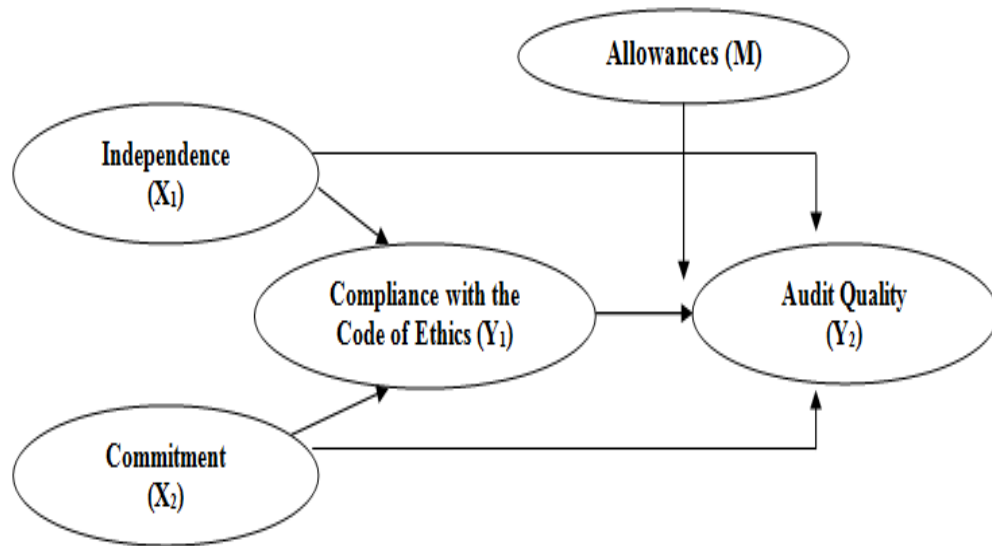 Allowances (M)
Independence
(X₁)
Compliance with the
Code of Ethics (Y₁)
Audit Quality
(Y₂)
Commitment
(X₂)